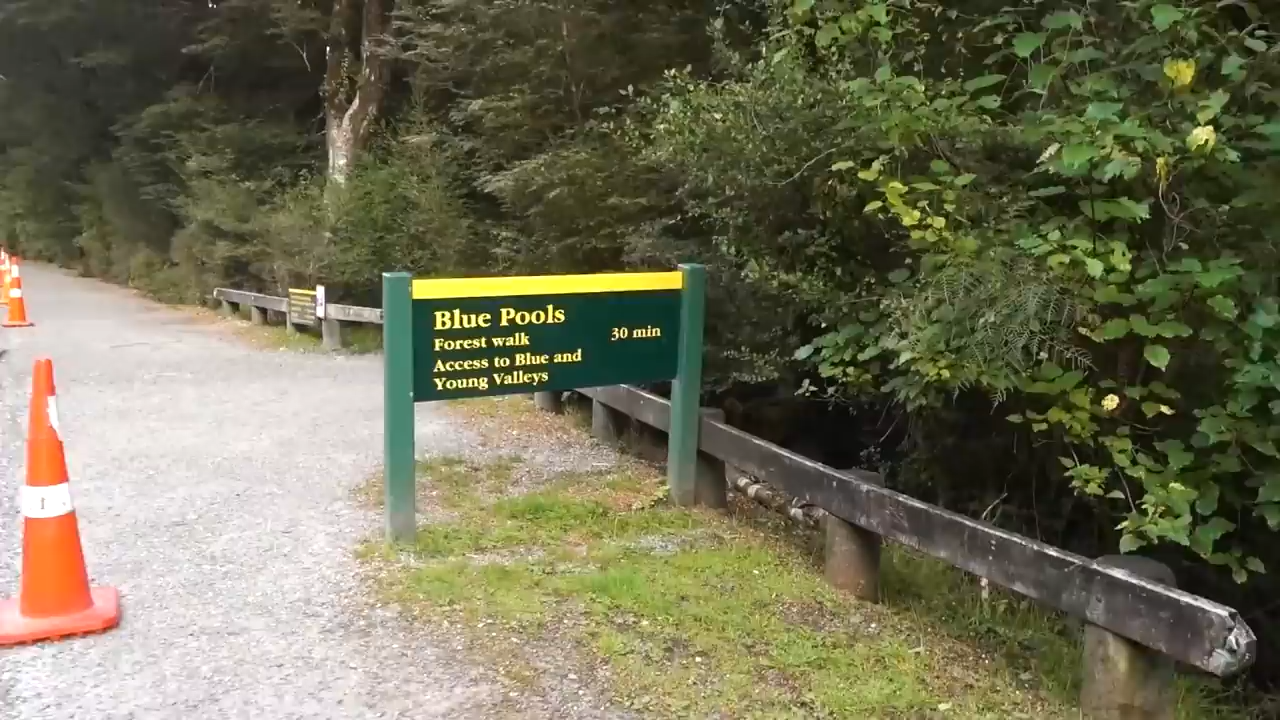 Blue Pools
Forest walk
30 min
Access to Blue and
Young Valleys